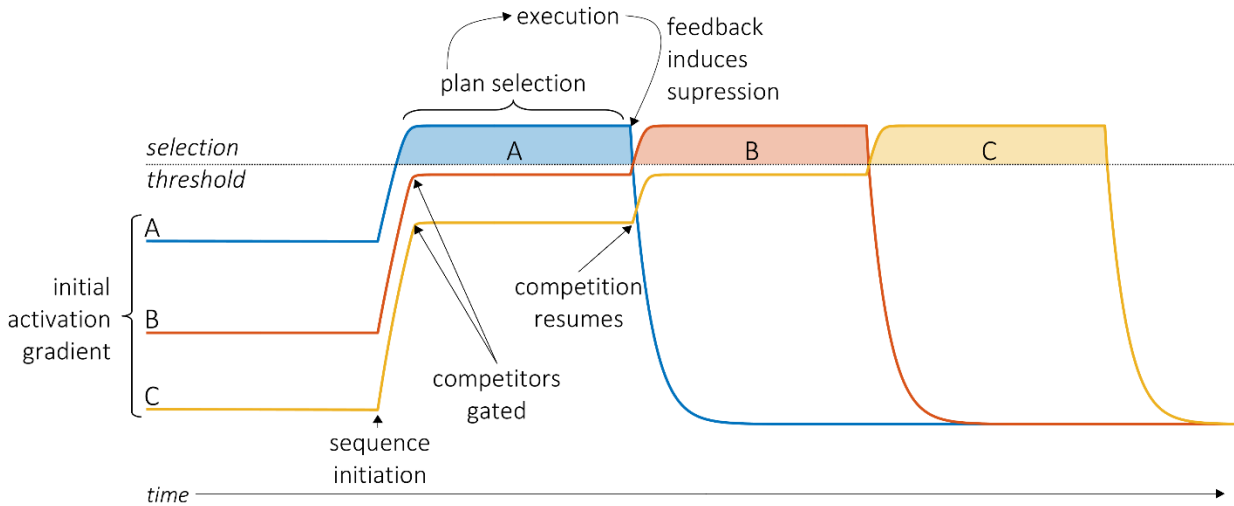 execution
feedback
induces
supression
plan selection
selection
threshold
A
B
C
A
B
C
initial
activation
gradient
competition
resumes
competitors
gated
sequence
initiation
time